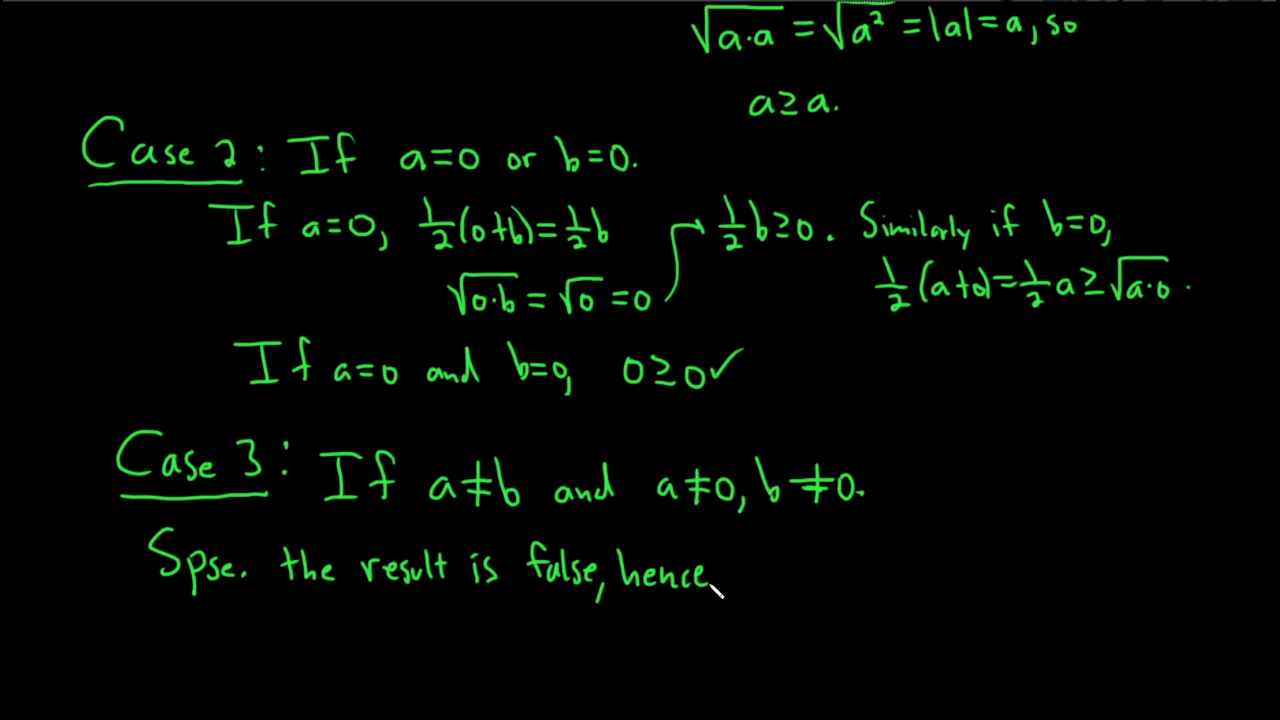 √a·a = √a² = |a| = a, so
a ≥ a.
Case 2: If a=0 or b=0.
If a=0, ½(0+b) = ½b
√0·b = √0 = 0
½b ≥ 0. Similarly if b=0,
½(a+0) = ½a ≥ √a·0.
If a=0 and b=0, 0≥0 ✓
Case 3: If a≠b and a≠0, b≠0.
Spse. the result is false, hence